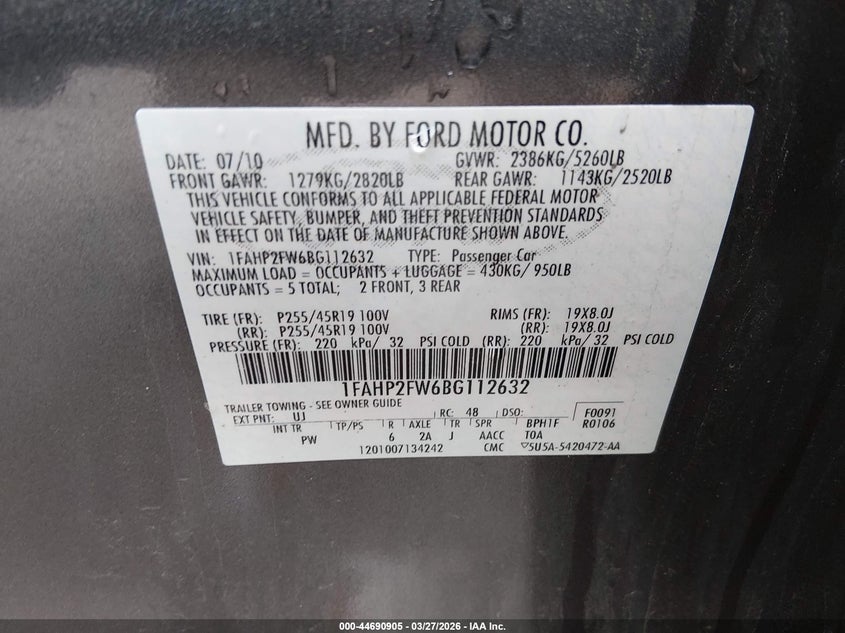 MFD. BY FORD MOTOR CO.
DATE: 07/10 GVWR: 2386KG/5260LB
FRONT GAWR: 1279KG/2820LB REAR GAWR: 1143KG/2520LB
THIS VEHICLE CONFORMS TO ALL APPLICABLE FEDERAL MOTOR
VEHICLE SAFETY, BUMPER, AND THEFT PREVENTION STANDARDS
IN EFFECT ON THE DATE OF MANUFACTURE SHOWN ABOVE.
VIN: 1FAHP2FW6BG112632 TYPE: Passenger Car
MAXIMUM LOAD = OCCUPANTS + LUGGAGE = 430KG/ 950LB
OCCUPANTS = 5 TOTAL; 2 FRONT, 3 REAR
TIRE (FR): P255/45R19 100V RIMS (FR): 19X8.0J
(RR): P255/45R19 100V (RR): 19X8.0J
PRESSURE (FR): 220 kPa/ 32 PSI COLD (RR): 220 kPa/ 32 PSI COLD
1FAHP2FW6BG112632
TRAILER TOWING - SEE OWNER GUIDE
EXT PNT: UJ RC: 48 DSO: F0091
INT TR TP/PS R AXLE TR SPR BPH1F R0106
PW 6 2A J AACC TOA
1201007134242 CMC ▽5U5A-5420472-AA
000-44690905 - 03/27/2026 - IAA Inc.